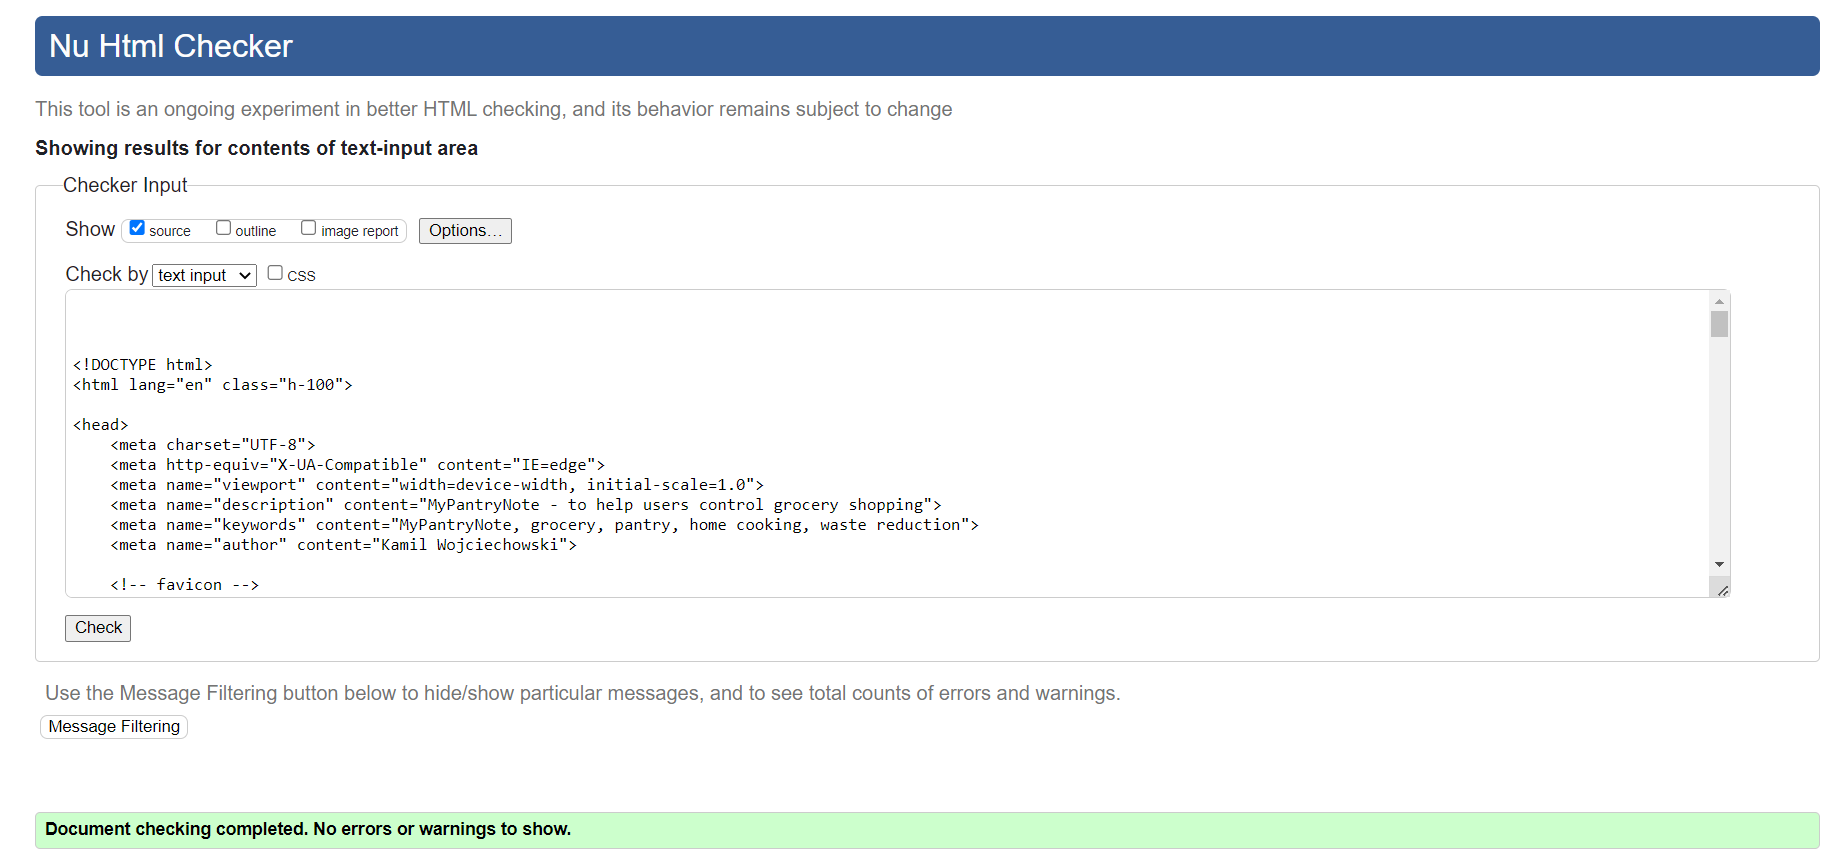 Nu Html Checker
This tool is an ongoing experiment in better HTML checking, and its behavior remains subject to change
Showing results for contents of text-input area
Checker Input
Show source outline image report Options...
Check by text input CSS
<!DOCTYPE html>
<html lang="en" class="h-100">
<head>
    <meta charset="UTF-8">
    <meta http-equiv="X-UA-Compatible" content="IE=edge">
    <meta name="viewport" content="width=device-width, initial-scale=1.0">
    <meta name="description" content="MyPantryNote - to help users control grocery shopping">
    <meta name="keywords" content="MyPantryNote, grocery, pantry, home cooking, waste reduction">
    <meta name="author" content="Kamil Wojciechowski">
    <!-- favicon -->
Check
Use the Message Filtering button below to hide/show particular messages, and to see total counts of errors and warnings.
Message Filtering
Document checking completed. No errors or warnings to show.